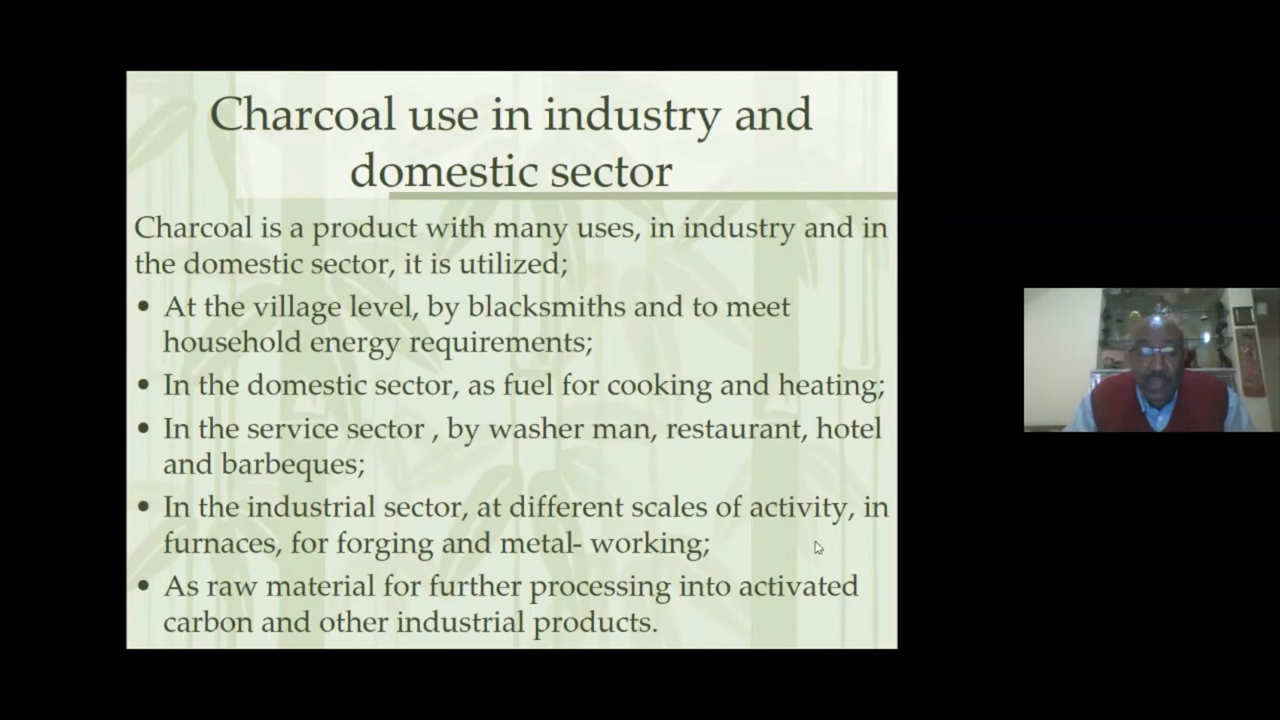 Charcoal use in industry and
domestic sector
Charcoal is a product with many uses, in industry and in
the domestic sector, it is utilized;
• At the village level, by blacksmiths and to meet
household energy requirements;
• In the domestic sector, as fuel for cooking and heating;
• In the service sector , by washer man, restaurant, hotel
and barbeques;
• In the industrial sector, at different scales of activity, in
furnaces, for forging and metal- working;
• As raw material for further processing into activated
carbon and other industrial products.